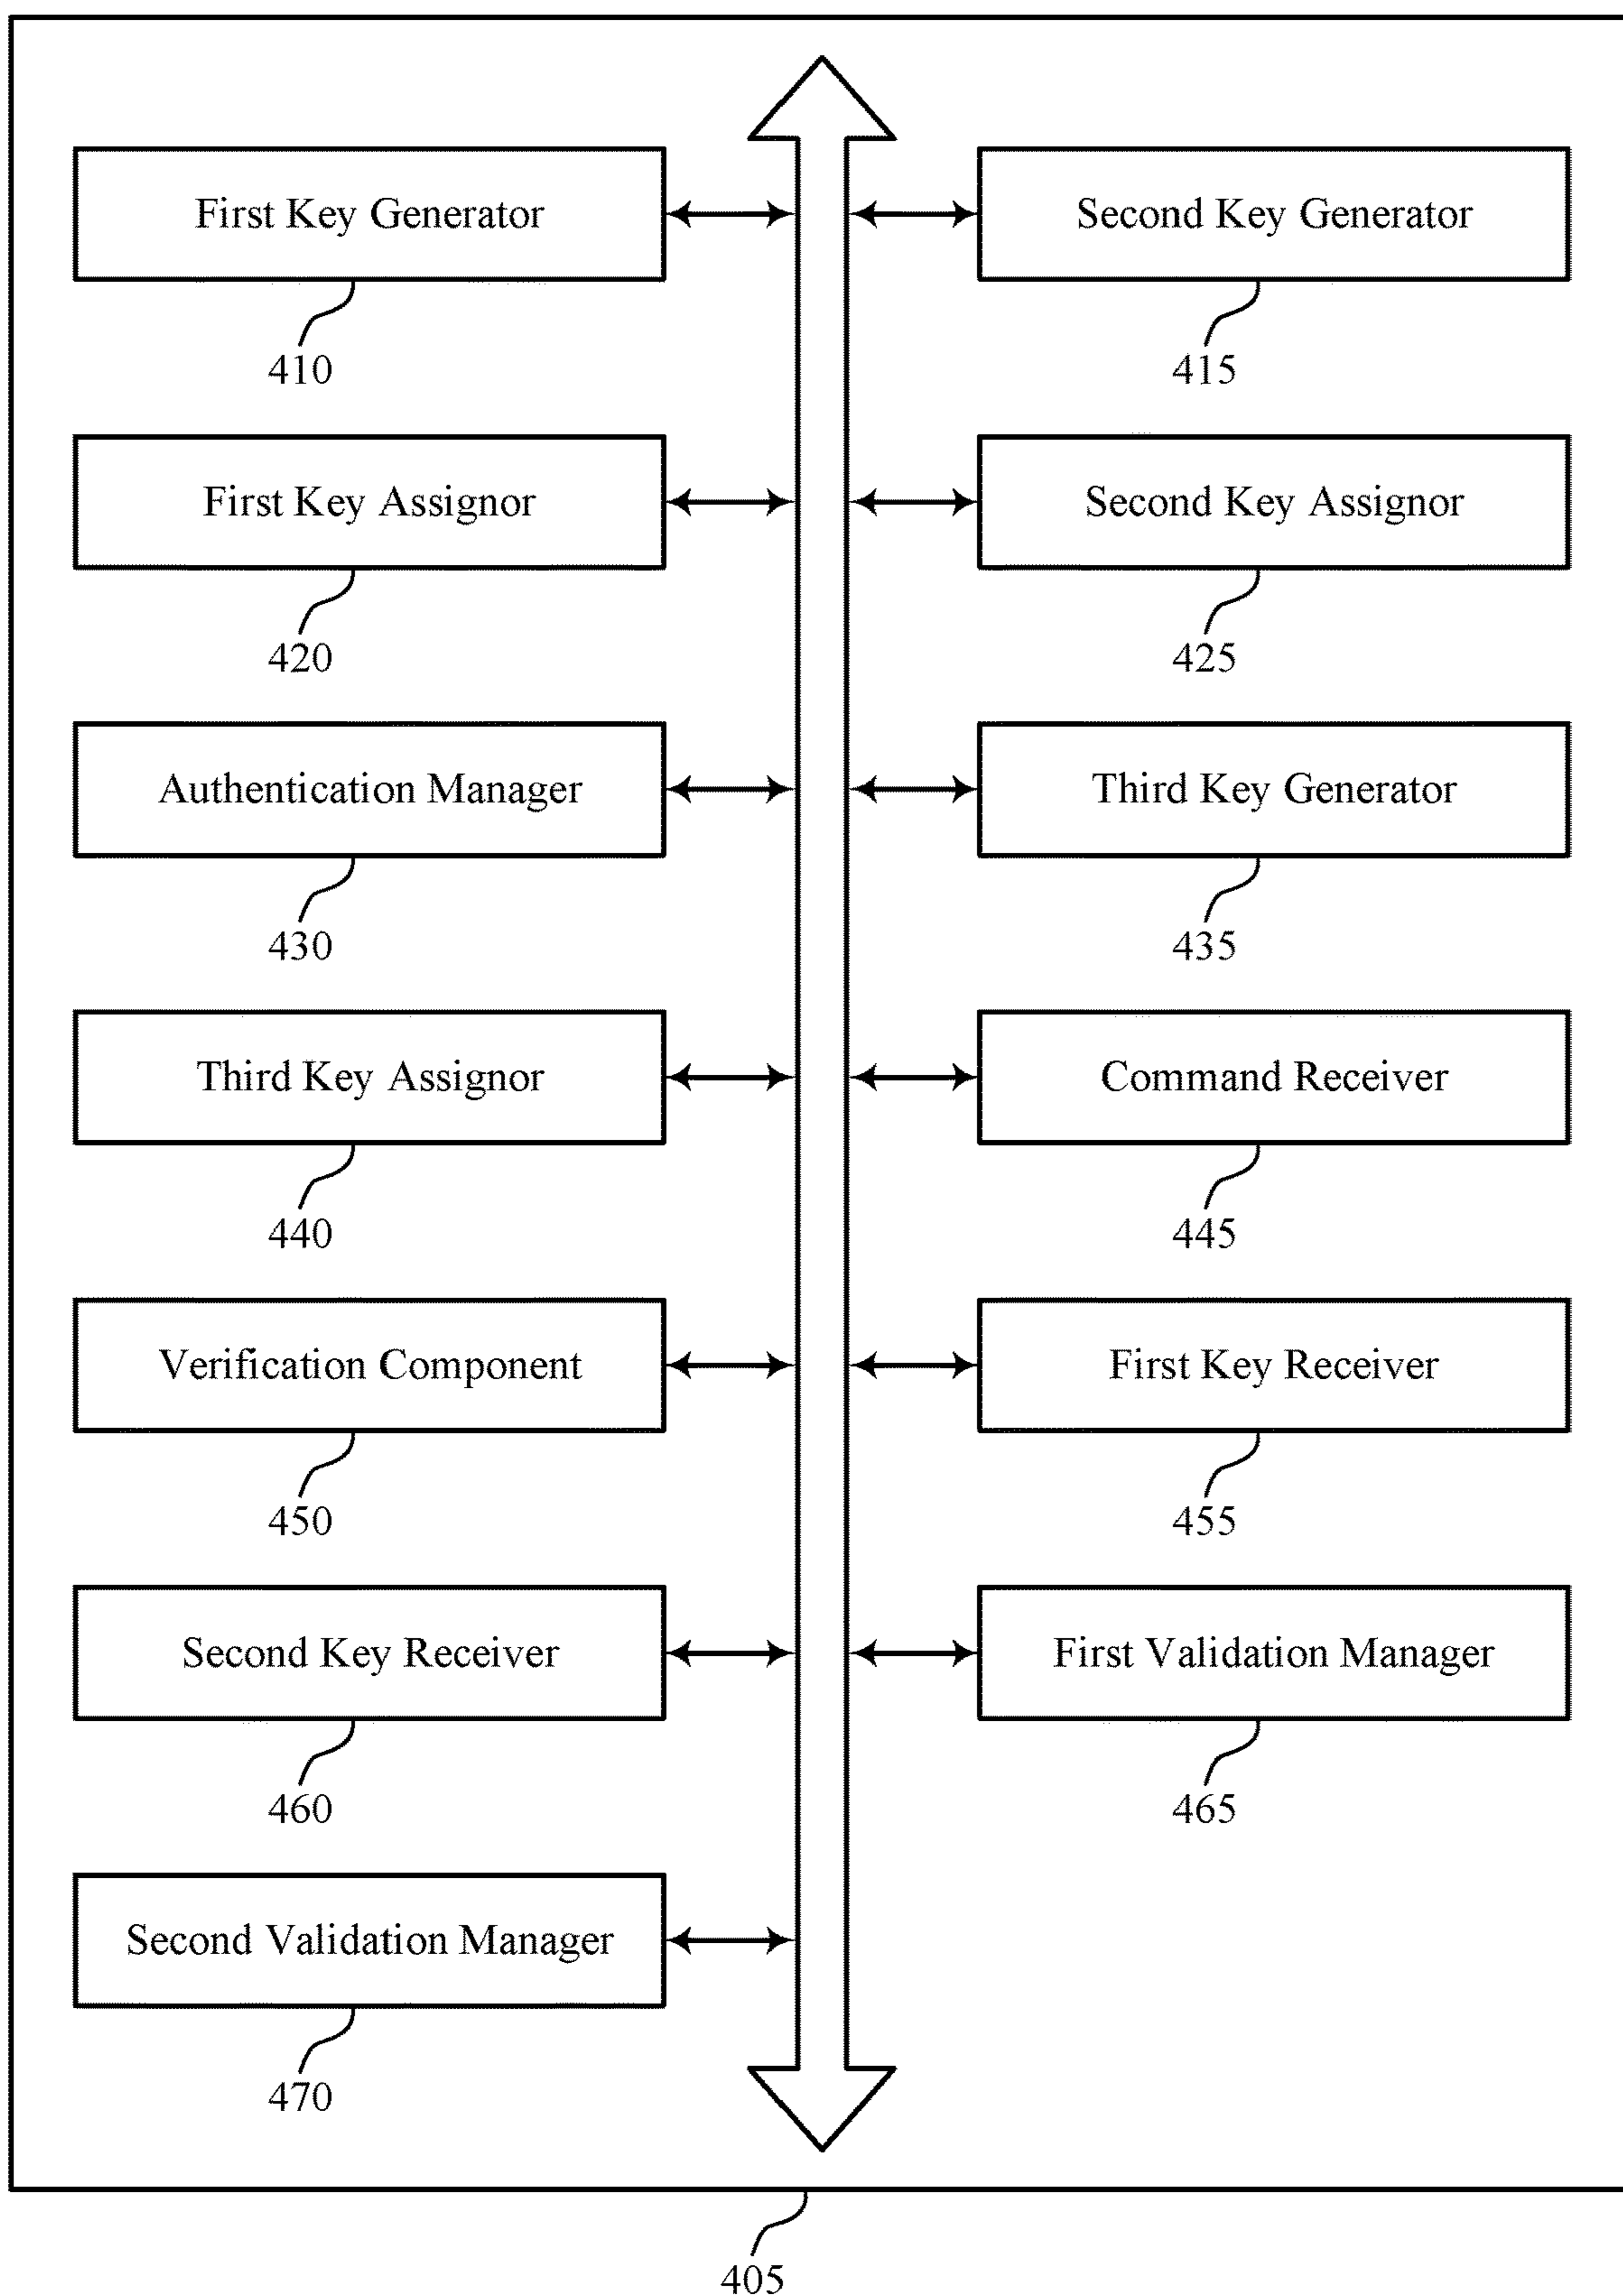 First Key Generator
Second Key Generator
410
415
First Key Assignor
Second Key Assignor
420
425
Authentication Manager
Third Key Generator
430
435
Third Key Assignor
Command Receiver
440
445
Verification Component
First Key Receiver
450
455
Second Key Receiver
First Validation Manager
460
465
Second Validation Manager
470
405